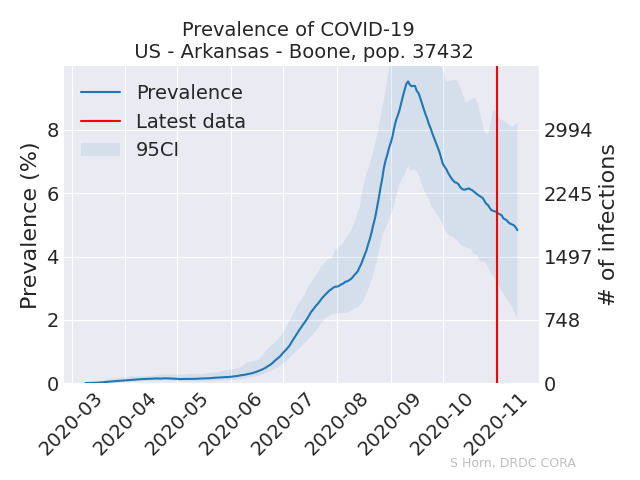 Prevalence of COVID-19
US - Arkansas - Boone, pop. 37432
Prevalence
Latest data
95CI
Prevalence (%)
8
6
4
2
0
2994
2245
1497
748
0
# of infections
2020-03
2020-04
2020-05
2020-06
2020-07
2020-08
2020-09
2020-10
2020-11
S Horn, DRDC CORA